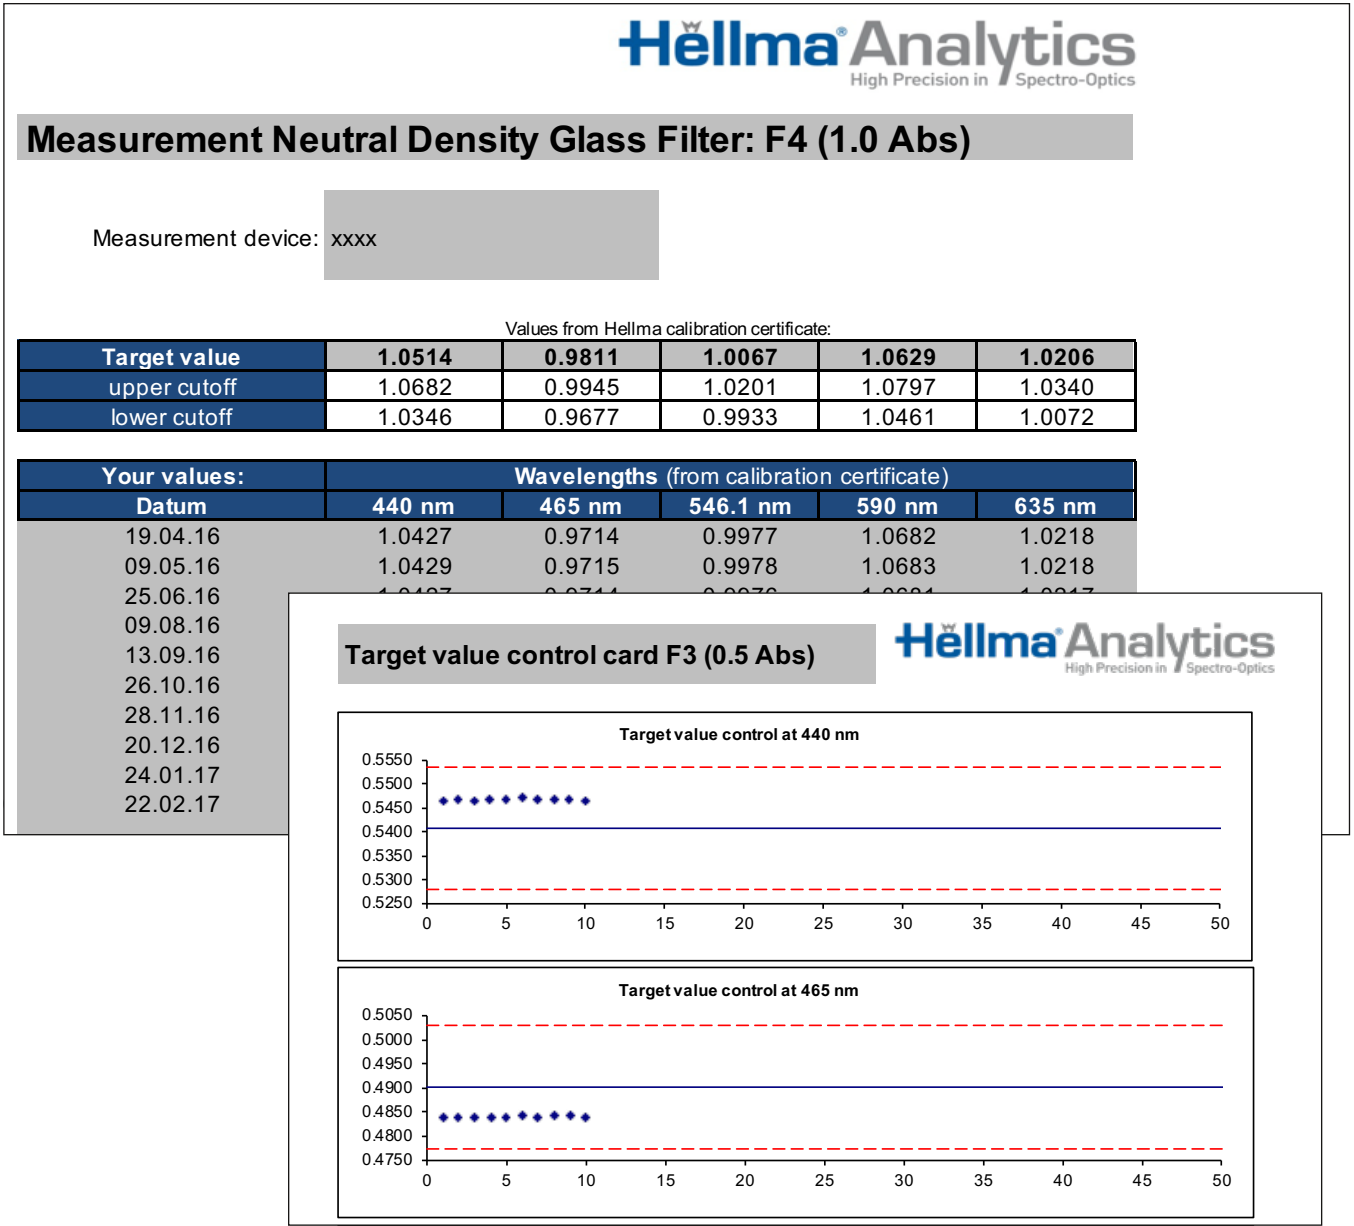 Hellma® Analytics
High Precision in Spectro-Optics
Measurement Neutral Density Glass Filter: F4 (1.0 Abs)
Measurement device: xxxx
Values from Hellma calibration certificate:
Target value 1.0514 0.9811 1.0067 1.0629 1.0206
upper cutoff 1.0682 0.9945 1.0201 1.0797 1.0340
lower cutoff 1.0346 0.9677 0.9933 1.0461 1.0072
Your values: Wavelengths (from calibration certificate)
Datum 440 nm 465 nm 546.1 nm 590 nm 635 nm
19.04.16 1.0427 0.9714 0.9977 1.0682 1.0218
09.05.16 1.0429 0.9715 0.9978 1.0683 1.0218
25.06.16
09.08.16
13.09.16
26.10.16
28.11.16
20.12.16
24.01.17
22.02.17
Target value control card F3 (0.5 Abs)
Hellma® Analytics
High Precision in Spectro-Optics
Target value control at 440 nm
0.5550
0.5500
0.5450
0.5400
0.5350
0.5300
0.5250
0 5 10 15 20 25 30 35 40 45 50
Target value control at 465 nm
0.5050
0.5000
0.4950
0.4900
0.4850
0.4800
0.4750
0 5 10 15 20 25 30 35 40 45 50